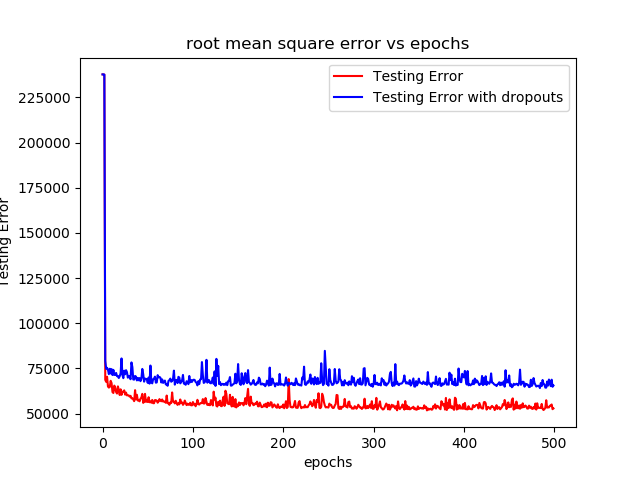 root mean square error vs epochs
Testing Error
Testing Error with dropouts
225000
200000
175000
150000
125000
100000
75000
50000
Testing Error
0 100 200 300 400 500
epochs